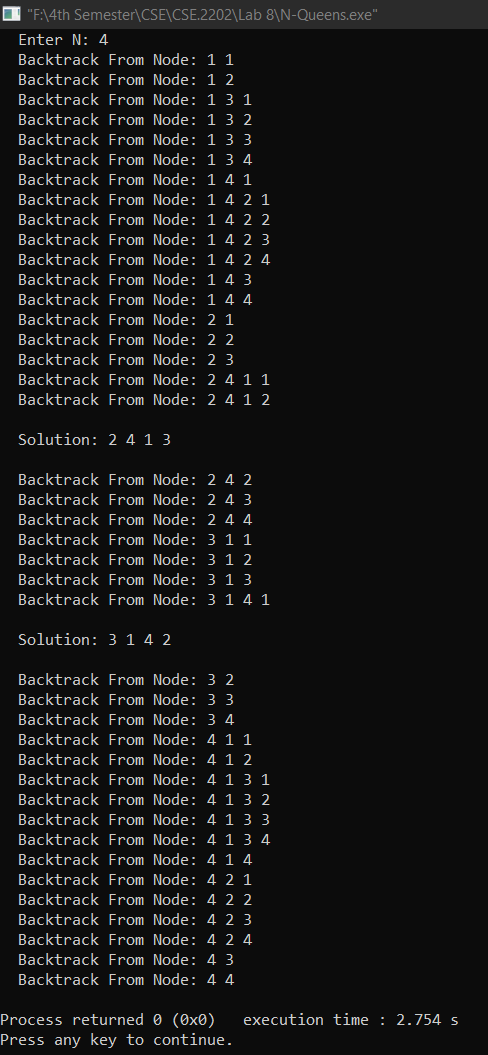 "F:\4th Semester\CSE\CSE.2202\Lab 8\N-Queens.exe"
Enter N: 4
Backtrack From Node: 1 1
Backtrack From Node: 1 2
Backtrack From Node: 1 3 1
Backtrack From Node: 1 3 2
Backtrack From Node: 1 3 3
Backtrack From Node: 1 3 4
Backtrack From Node: 1 4 1
Backtrack From Node: 1 4 2 1
Backtrack From Node: 1 4 2 2
Backtrack From Node: 1 4 2 3
Backtrack From Node: 1 4 2 4
Backtrack From Node: 1 4 3
Backtrack From Node: 1 4 4
Backtrack From Node: 2 1
Backtrack From Node: 2 2
Backtrack From Node: 2 3
Backtrack From Node: 2 4 1 1
Backtrack From Node: 2 4 1 2
Solution: 2 4 1 3
Backtrack From Node: 2 4 2
Backtrack From Node: 2 4 3
Backtrack From Node: 2 4 4
Backtrack From Node: 3 1 1
Backtrack From Node: 3 1 2
Backtrack From Node: 3 1 3
Backtrack From Node: 3 1 4 1
Solution: 3 1 4 2
Backtrack From Node: 3 2
Backtrack From Node: 3 3
Backtrack From Node: 3 4
Backtrack From Node: 4 1 1
Backtrack From Node: 4 1 2
Backtrack From Node: 4 1 3 1
Backtrack From Node: 4 1 3 2
Backtrack From Node: 4 1 3 3
Backtrack From Node: 4 1 3 4
Backtrack From Node: 4 1 4
Backtrack From Node: 4 2 1
Backtrack From Node: 4 2 2
Backtrack From Node: 4 2 3
Backtrack From Node: 4 2 4
Backtrack From Node: 4 3
Backtrack From Node: 4 4
Process returned 0 (0x0)   execution time : 2.754 s
Press any key to continue.